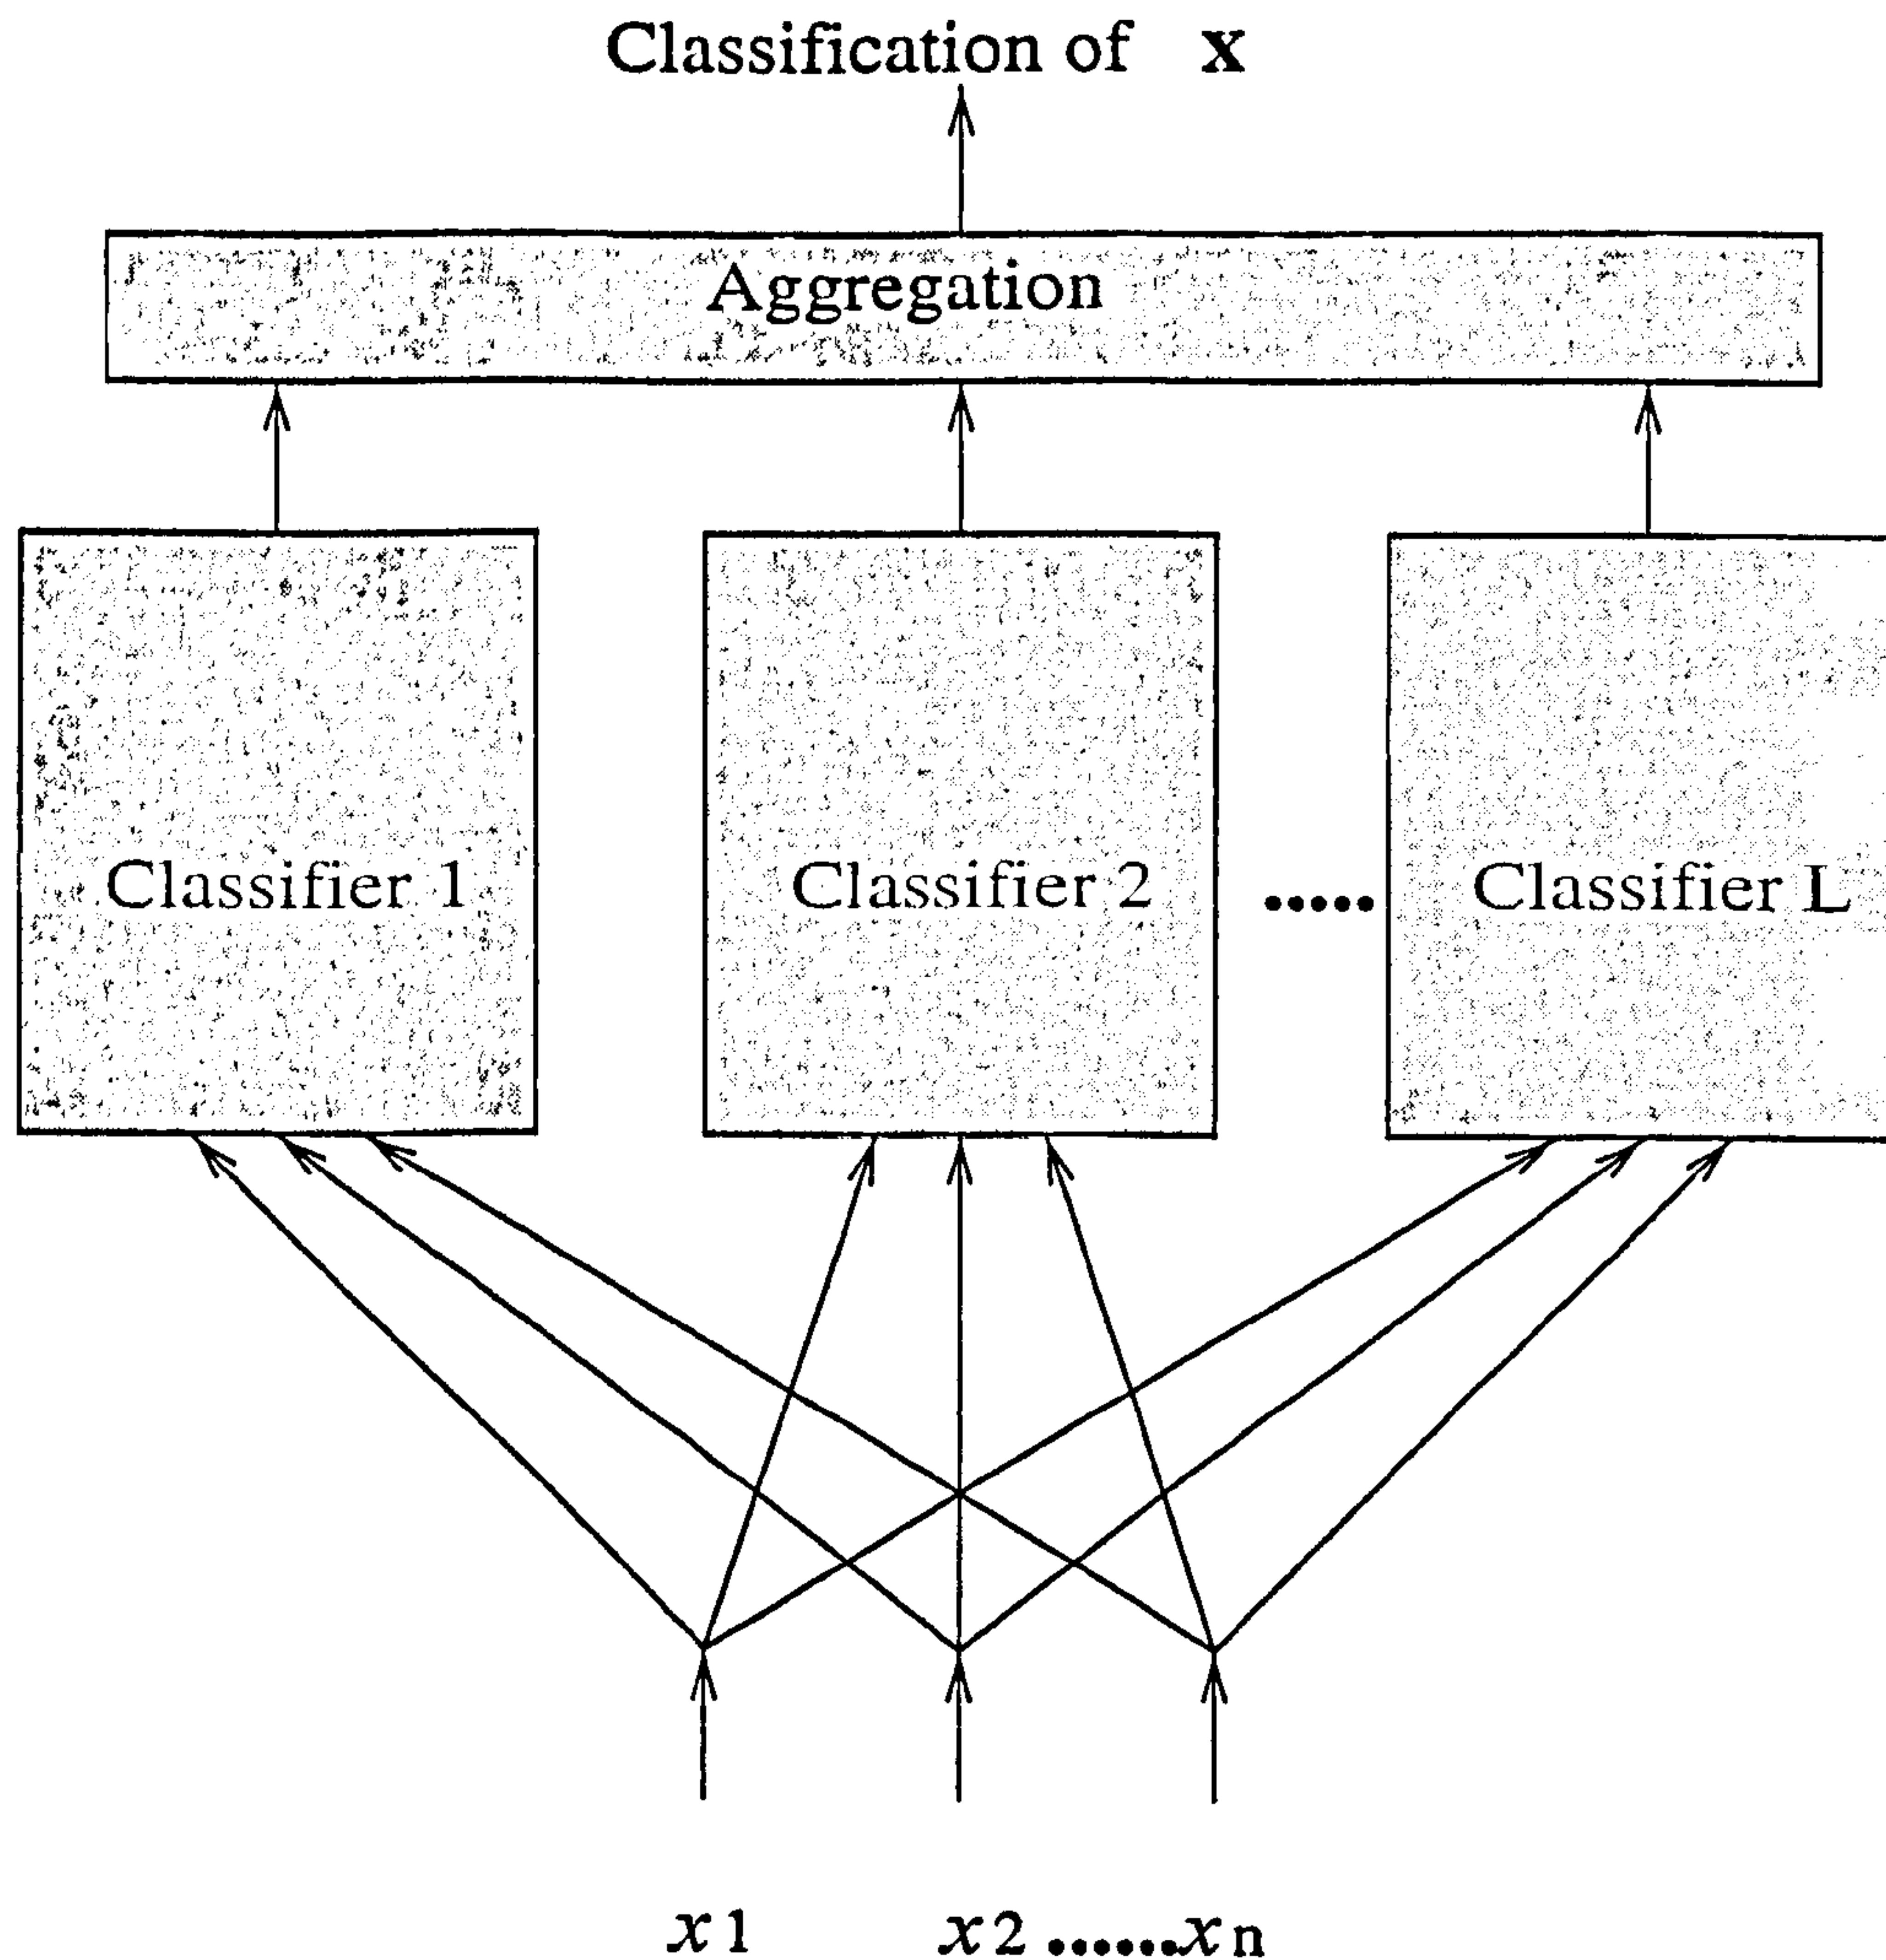 Classification of x
Aggregation
Classifier 1
Classifier 2
.....
Classifier L
x1 x2 ......xn